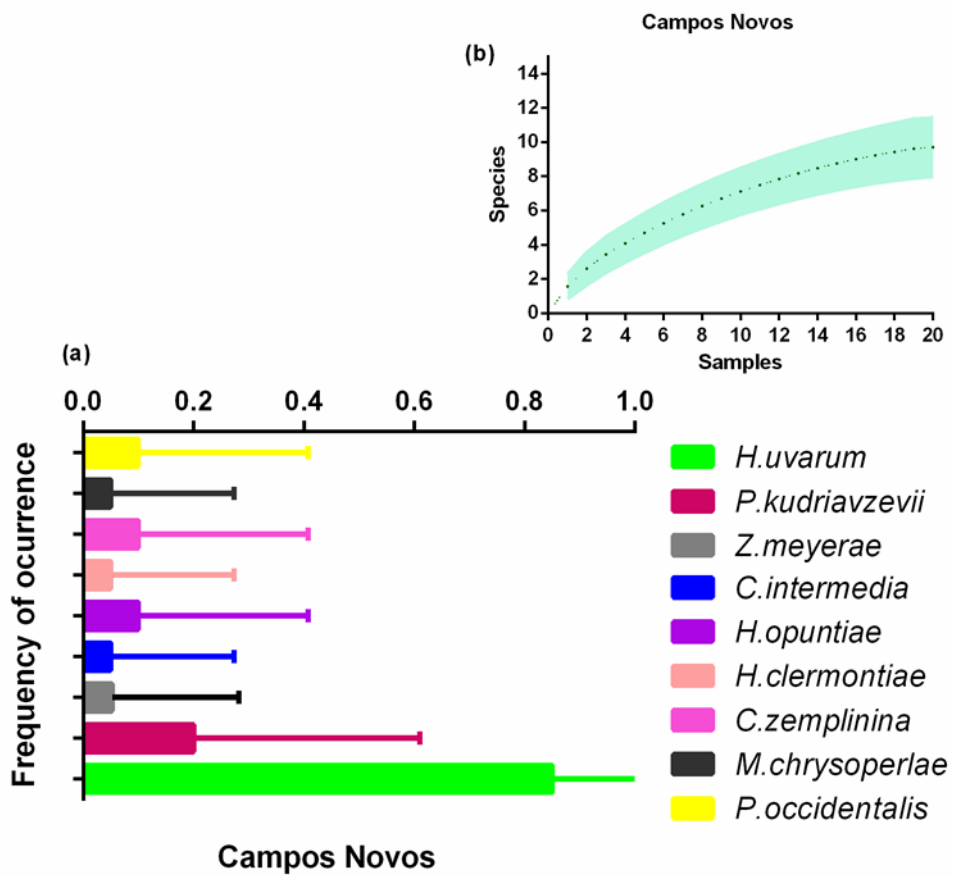 Campos Novos
(b)
14
12
10
8
6
4
2
0
Species
0 2 4 6 8 10 12 14 16 18 20
Samples
(a)
0.0 0.2 0.4 0.6 0.8 1.0
Frequency of ocurrence
H.uvarum
P.kudriavzevii
Z.meyerae
C.intermedia
H.opuntiae
H.clermontiae
C.zemplinina
M.chrysoperlae
P.occidentalis
Campos Novos